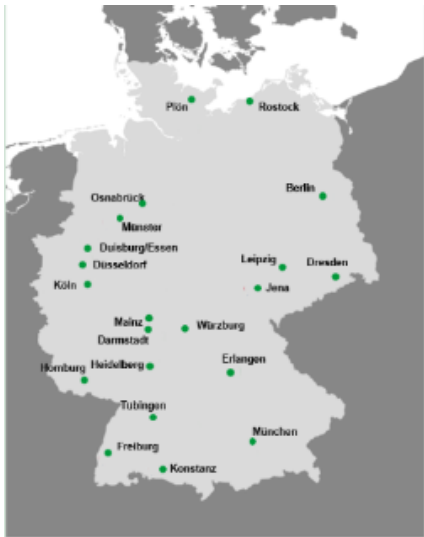 Plön
Rostock
Berlin
Osnabrück
Münster
Duisburg/Essen
Düsseldorf
Leipzig
Dresden
Köln
Jena
Mainz
Würzburg
Darmstadt
Erlangen
Homburg
Heidelberg
Tübingen
München
Freiburg
Konstanz